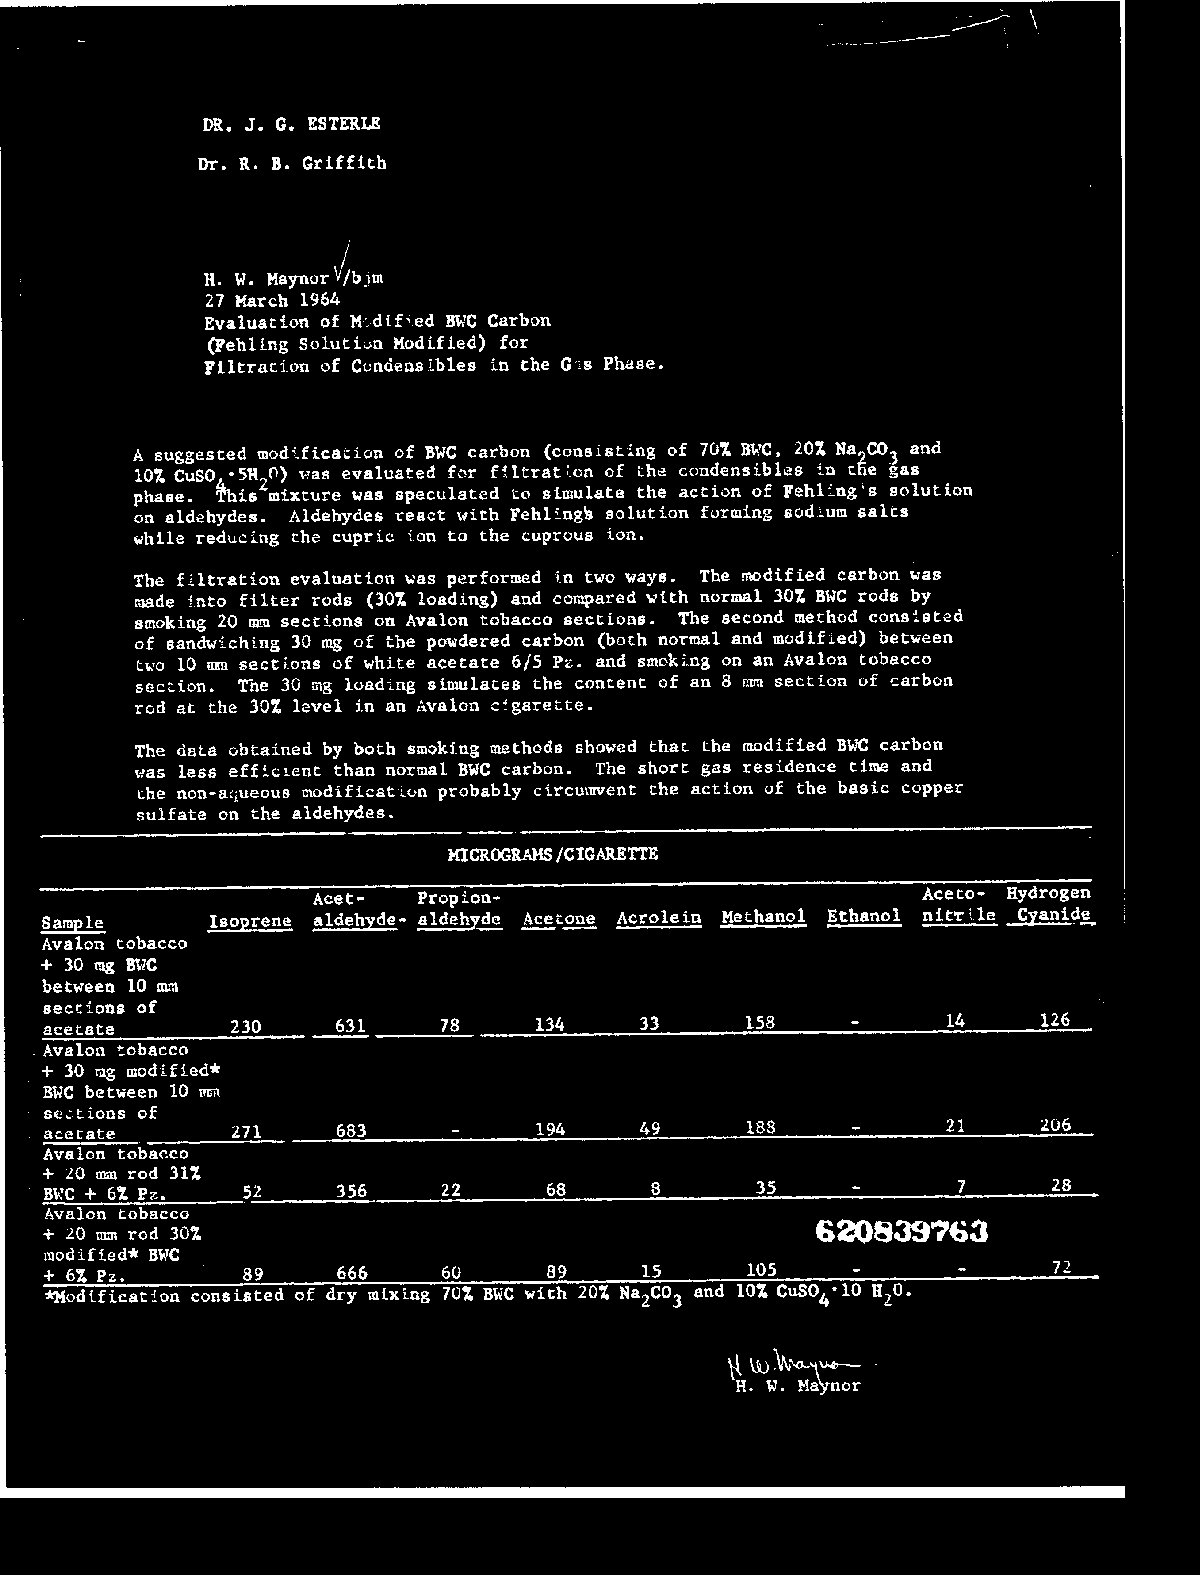 DR. J. G. ESTERLE
Dr. R. B. Griffith
H. W. Maynor /bjm
27 March 1964
Evaluation of Modified BWC Carbon
(Fehling Solution Modified) for
Filtration of Condensibles in the Gas Phase.
A suggested modification of BWC carbon (consisting of 70% BWC, 20% Na2CO3 and
10% CuSO4·5H2O) was evaluated for filtration of the condensibles in the gas
phase. This mixture was speculated to simulate the action of Fehling's solution
on aldehydes. Aldehydes react with Fehling's solution forming sodium salts
while reducing the cupric ion to the cuprous ion.
The filtration evaluation was performed in two ways. The modified carbon was
made into filter rods (30% loading) and compared with normal 30% BWC rods by
smoking 20 mm sections on Avalon tobacco sections. The second method consisted
of sandwiching 30 mg of the powdered carbon (both normal and modified) between
two 10 mm sections of white acetate 6/5 Pz. and smoking on an Avalon tobacco
section. The 30 mg loading simulates the content of an 8 mm section of carbon
rod at the 30% level in an Avalon cigarette.
The data obtained by both smoking methods showed that the modified BWC carbon
was less efficient than normal BWC carbon. The short gas residence time and
the non-aqueous modification probably circumvent the action of the basic copper
sulfate on the aldehydes.
MICROGRAMS/CIGARETTE
Acet- Propion- Aceto- Hydrogen
Sample Isoprene aldehyde- aldehyde Acetone Acrolein Methanol Ethanol nitrile Cyanide
Avalon tobacco
+ 30 mg BWC
between 10 mm
sections of
acetate 230 631 78 134 33 158 - 14 126
Avalon tobacco
+ 30 mg modified*
BWC between 10 mm
sections of
acetate 271 683 - 194 49 188 - 21 206
Avalon tobacco
+ 20 mm rod 31%
BWC + 6% Pz. 52 356 22 68 8 35 - 7 28
Avalon tobacco
+ 20 mm rod 30%
modified* BWC
+ 6% Pz. 89 666 60 89 15 105 - - 72
620839763
*Modification consisted of dry mixing 70% BWC with 20% Na2CO3 and 10% CuSO4·10 H2O.
H W Maynor
H. W. Maynor